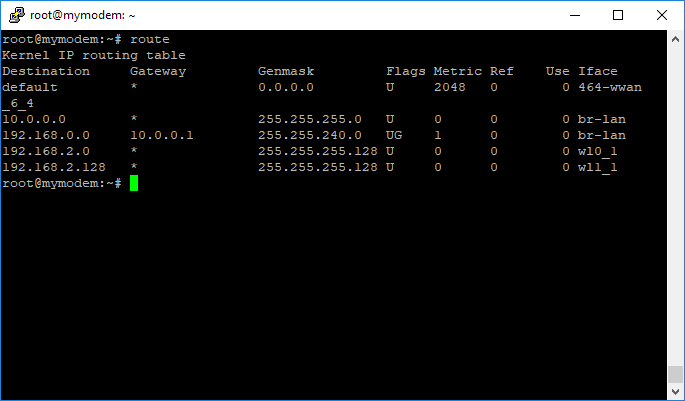 root@mymodem: ~
root@mymodem:~# route
Kernel IP routing table
Destination     Gateway         Genmask         Flags Metric Ref    Use Iface
default         *               0.0.0.0         U     2048   0        0 464-wwan
_6_4
10.0.0.0        *               255.255.255.0   U     0      0        0 br-lan
192.168.0.0     10.0.0.1        255.255.240.0   UG    1      0        0 br-lan
192.168.2.0     *               255.255.255.128 U     0      0        0 wl0_1
192.168.2.128   *               255.255.255.128 U     0      0        0 wl1_1
root@mymodem:~#